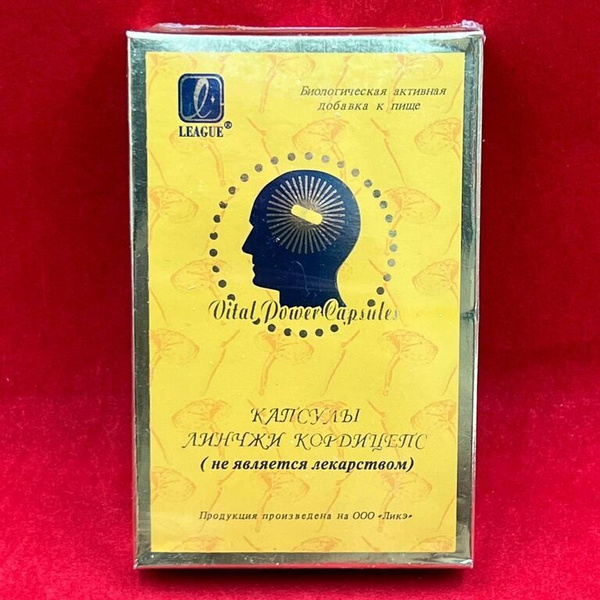 LEAGUE®
Биологическая активная
добавка к пище
Vital Power Capsules
КАПСУЛЫ
ЛИНЧЖИ КОРДИЦЕПС
( не является лекарством)
Продукция произведена на ООО «Ликэ»